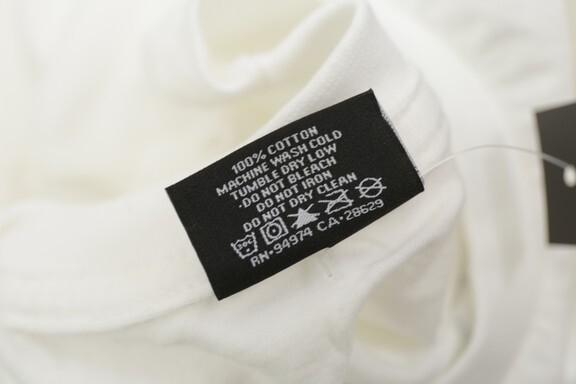 100% COTTON
MACHINE WASH COLD
TUMBLE DRY LOW
·DO NOT BLEACH
DO NOT IRON
DO NOT DRY CLEAN
30C
RN·94974 CA·28629